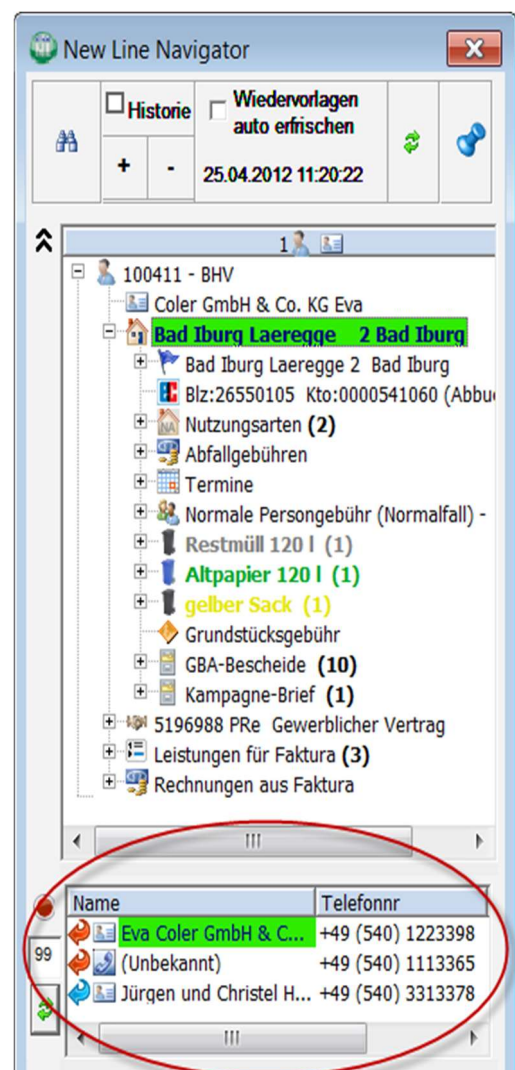 New Line Navigator
Historie
Wiedervorlagen
auto erfrischen
+ -
25.04.2012 11:20:22
1
100411 - BHV
Coler GmbH & Co. KG Eva
Bad Iburg Laeregge 2 Bad Iburg
Bad Iburg Laeregge 2 Bad Iburg
Blz:26550105 Kto:0000541060 (Abbu
Nutzungsarten (2)
Abfallgebühren
Termine
Normale Persongebühr (Normalfall) -
Restmüll 120 l (1)
Altpapier 120 l (1)
gelber Sack (1)
Grundstücksgebühr
GBA-Bescheide (10)
Kampagne-Brief (1)
5196988 PRe Gewerblicher Vertrag
Leistungen für Faktura (3)
Rechnungen aus Faktura
Name Telefonnr
Eva Coler GmbH & C... +49 (540) 1223398
99
(Unbekannt) +49 (540) 1113365
Jürgen und Christel H... +49 (540) 3313378